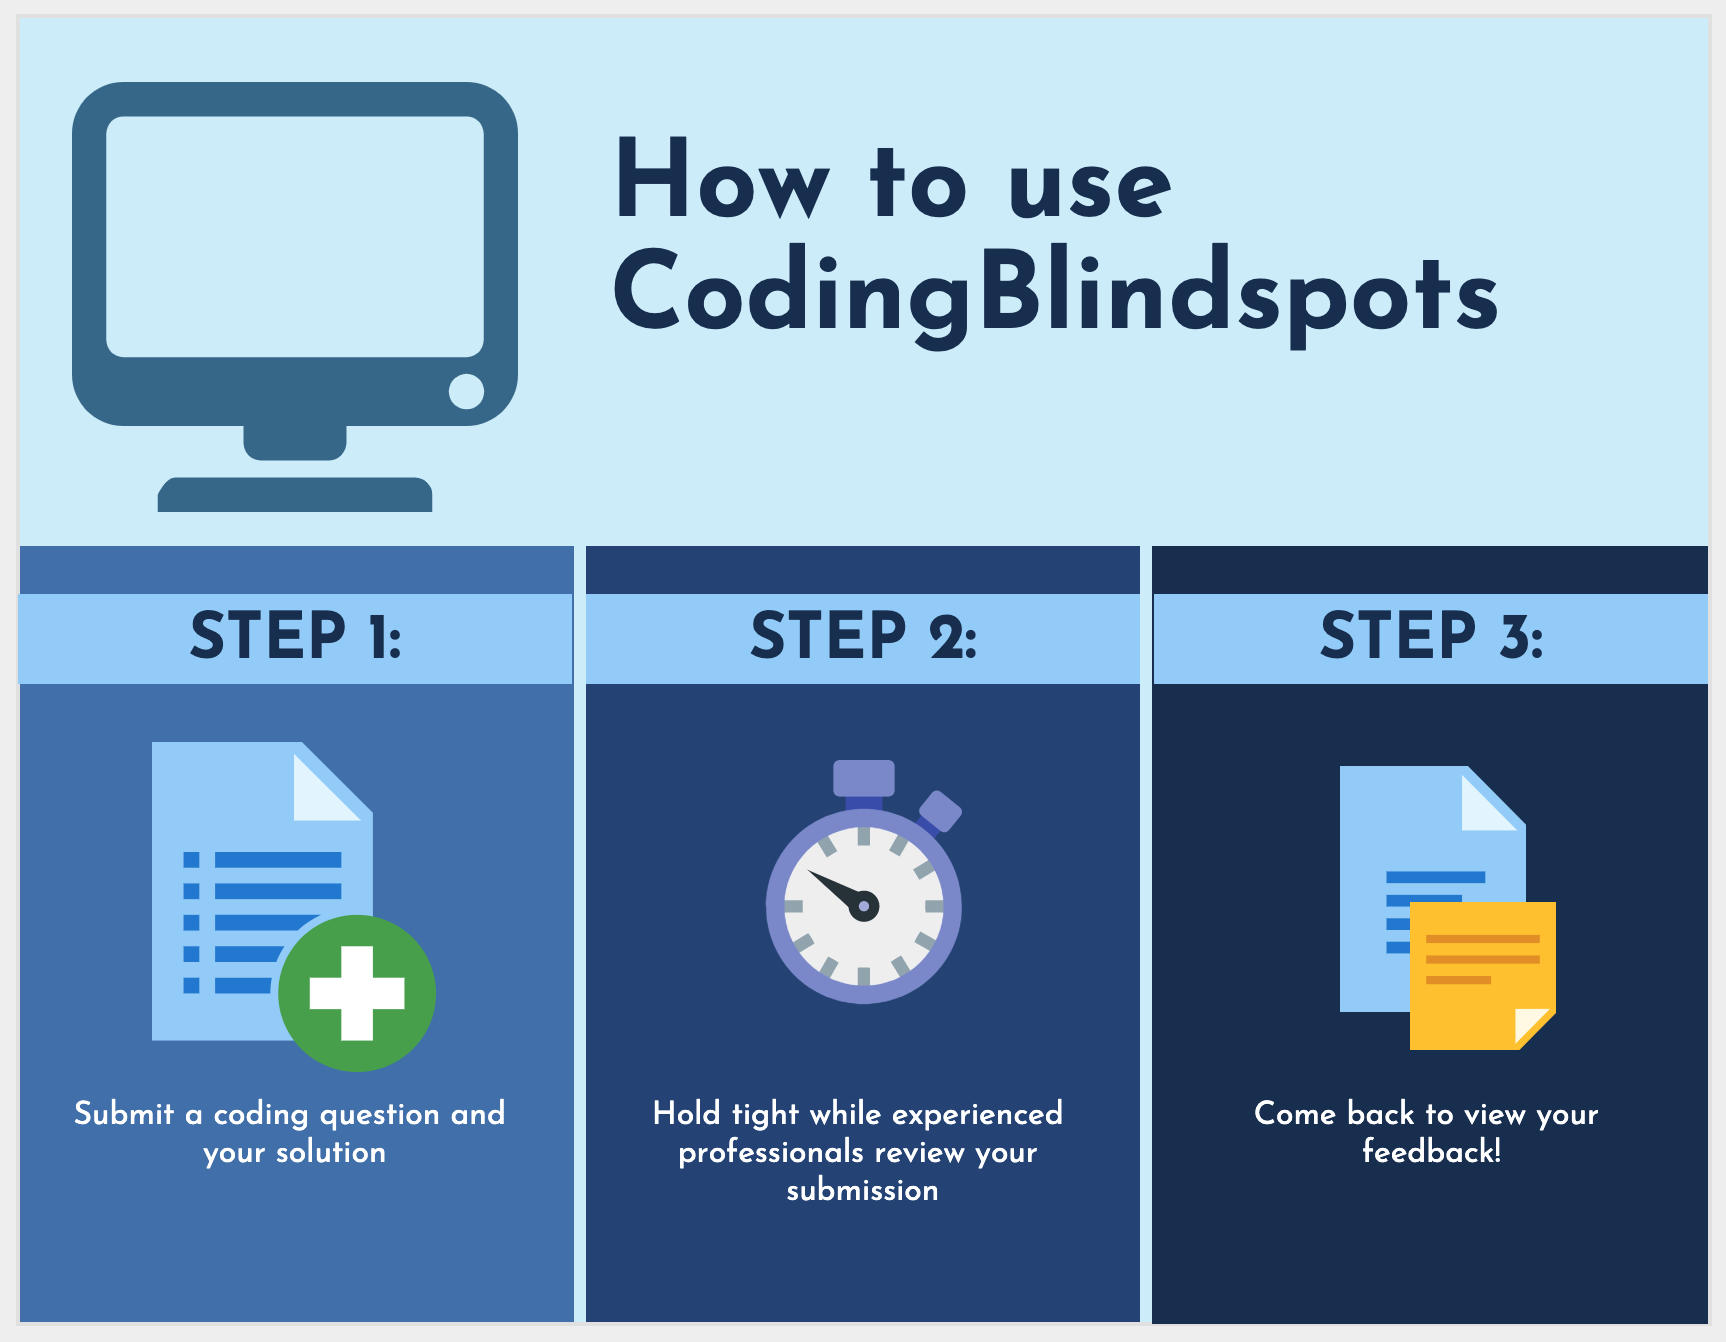 How to use
CodingBlindspots
STEP 1:
Submit a coding question and
your solution
STEP 2:
Hold tight while experienced
professionals review your
submission
STEP 3:
Come back to view your
feedback!